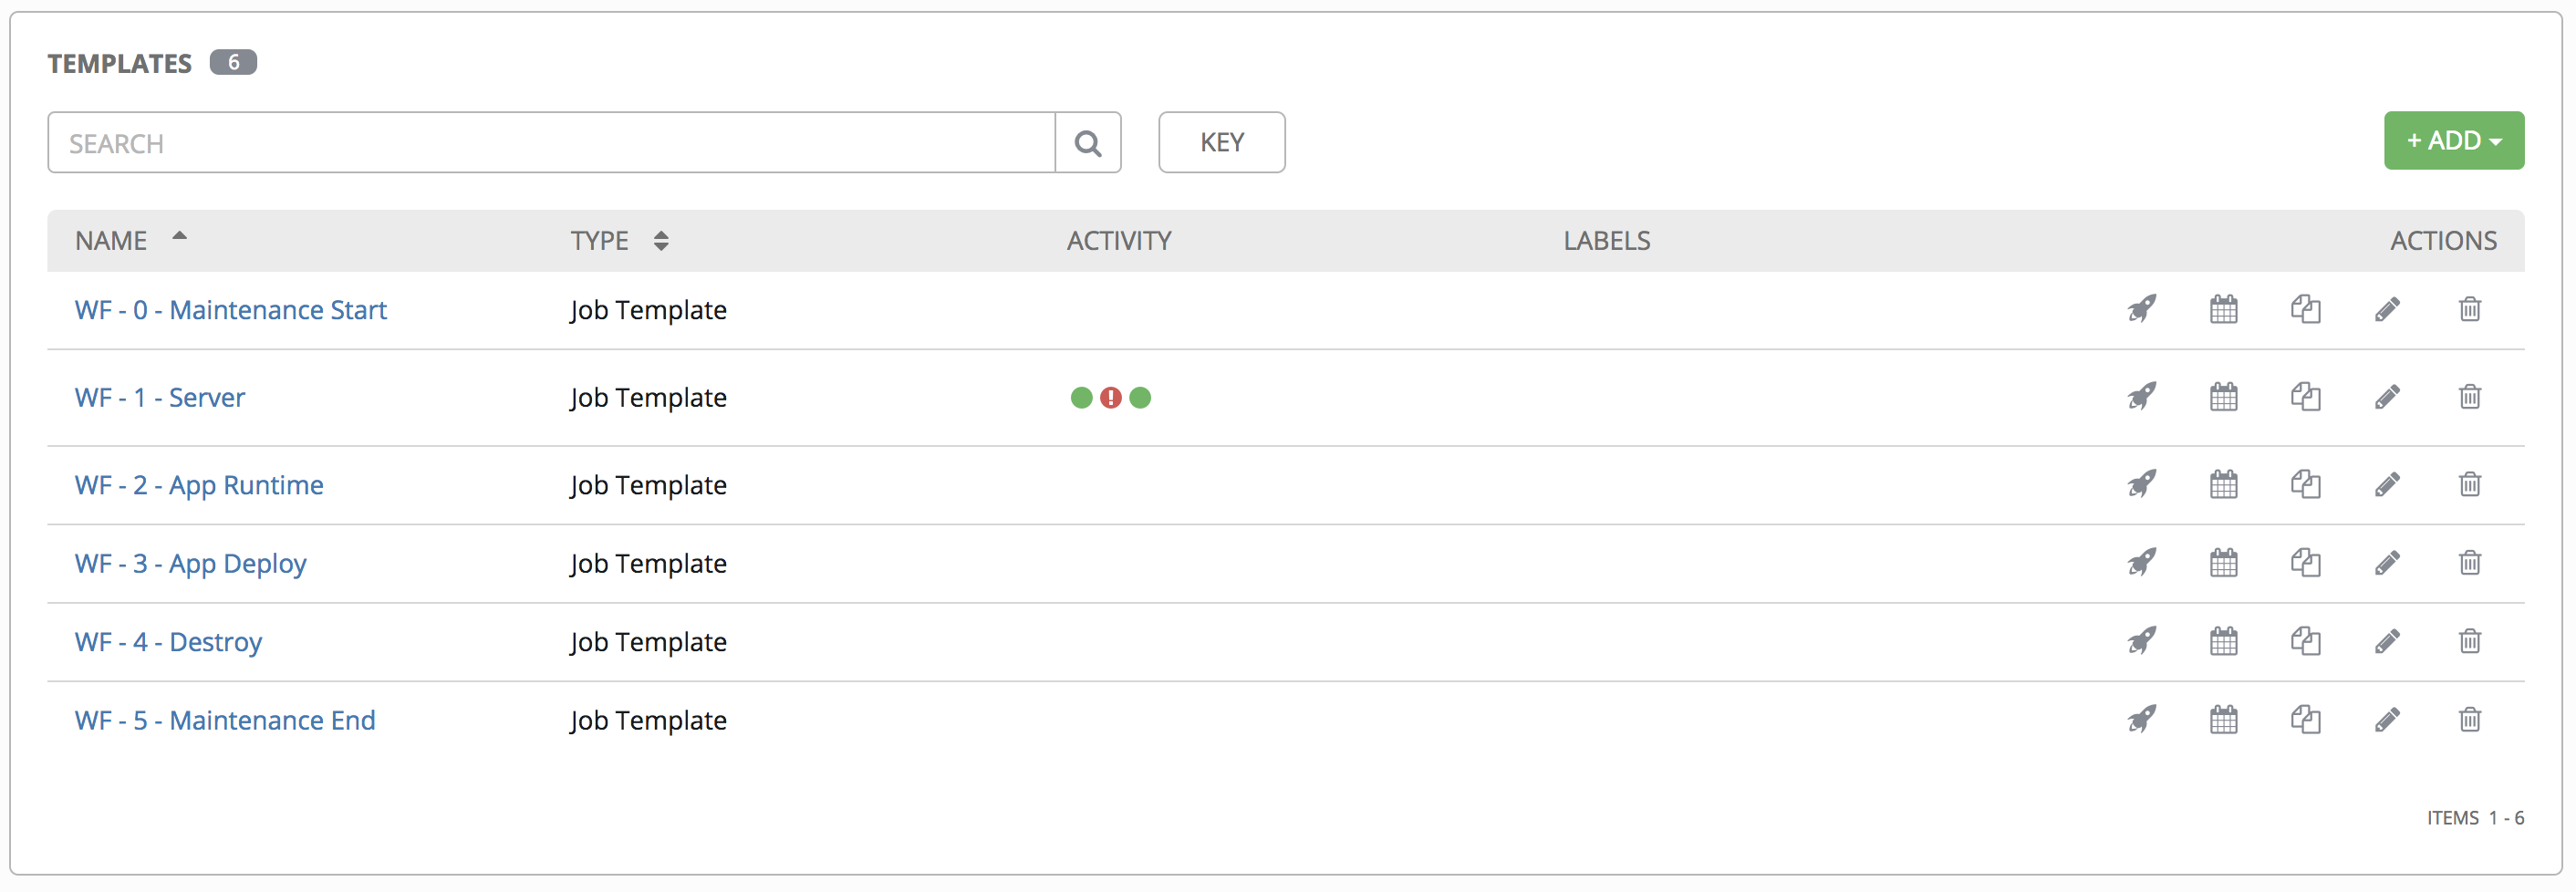 TEMPLATES 6
SEARCH KEY + ADD
NAME TYPE ACTIVITY LABELS ACTIONS
WF - 0 - Maintenance Start Job Template
WF - 1 - Server Job Template
WF - 2 - App Runtime Job Template
WF - 3 - App Deploy Job Template
WF - 4 - Destroy Job Template
WF - 5 - Maintenance End Job Template
ITEMS 1 - 6